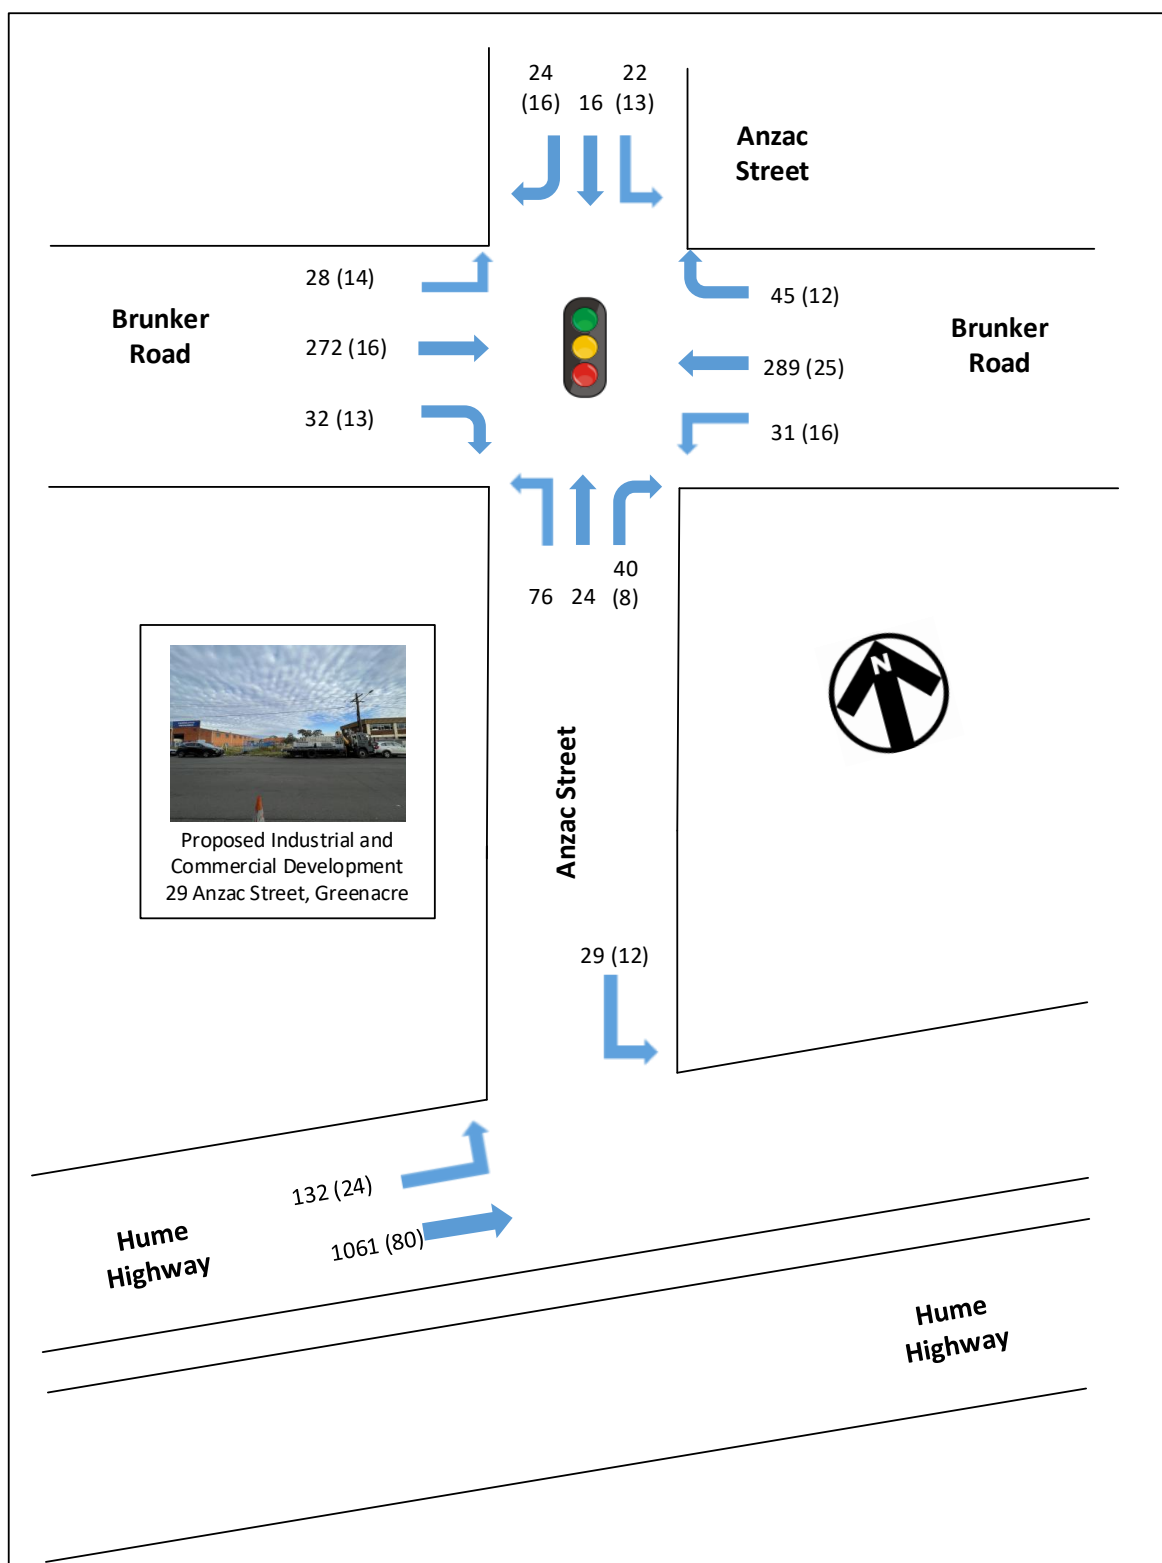 24
(16)
16
22
(13)
Anzac
Street
28 (14)
45 (12)
Brunker
Road
272 (16)
289 (25)
Brunker
Road
32 (13)
31 (16)
76
24
40
(8)
N
Proposed Industrial and
Commercial Development
29 Anzac Street, Greenacre
Anzac Street
29 (12)
132 (24)
1061 (80)
Hume
Highway
Hume
Highway